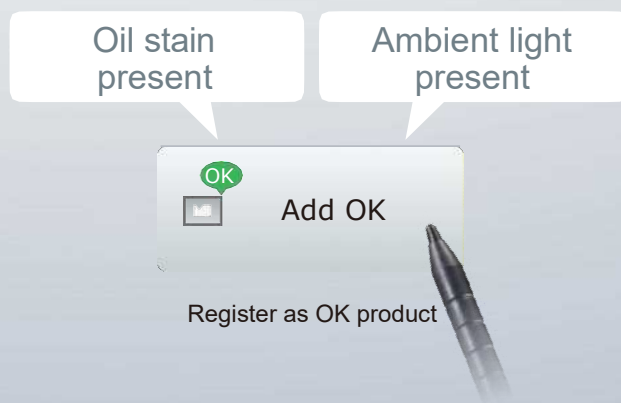 Oil stain
present
Ambient light
present
OK
Add OK
Register as OK product